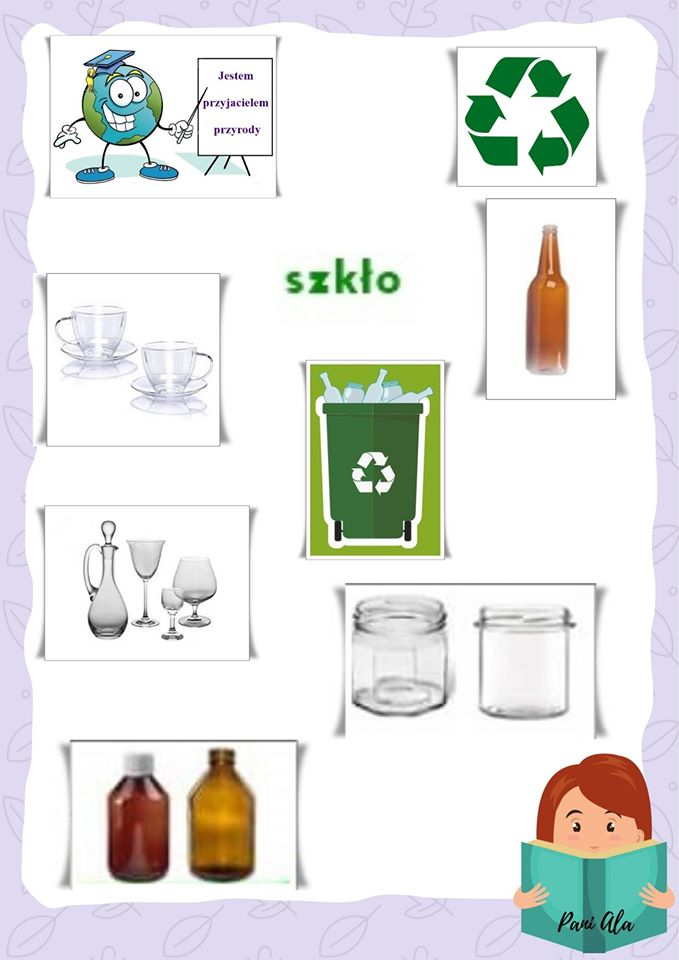 Jestem
przyjacielem
przyrody
szkło
Pani Ala